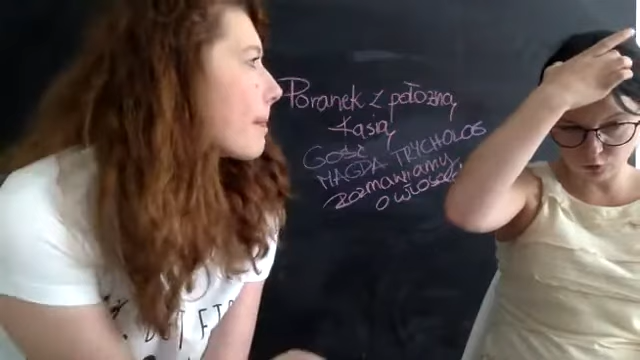 Poranek z położną
Kasią
Gość
MAGDA TRYCHOLOG
Rozmawiamy
o włosach